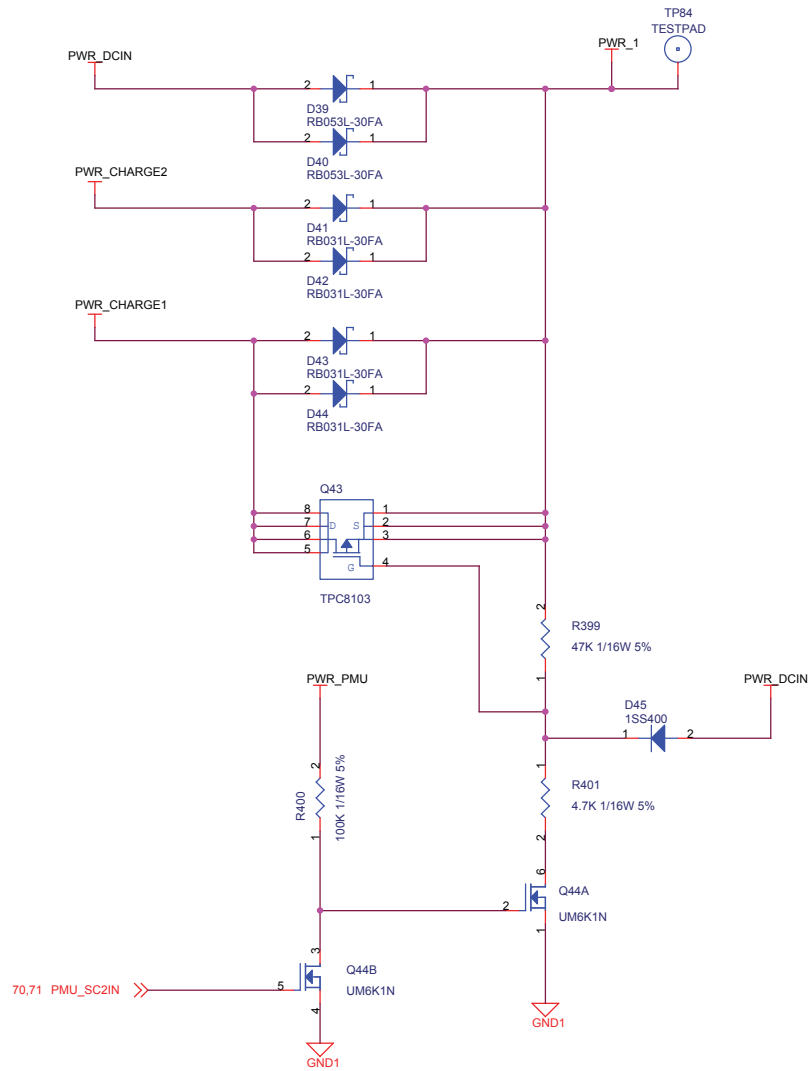 TP84
TESTPAD
PWR_1
PWR_DCIN
2
1
D39
RB053L-30FA
2
1
D40
RB053L-30FA
PWR_CHARGE2
2
1
D41
RB031L-30FA
2
1
D42
RB031L-30FA
PWR_CHARGE1
2
1
D43
RB031L-30FA
2
1
D44
RB031L-30FA
Q43
8
7
6
5
D
S
G
1
2
3
4
TPC8103
2
R399
47K 1/16W 5%
1
PWR_PMU
PWR_DCIN
D45
1SS400
1
2
2
R400
100K 1/16W 5%
1
1
R401
4.7K 1/16W 5%
2
6
Q44A
2
UM6K1N
1
3
Q44B
70,71 PMU_SC2IN
5
UM6K1N
4
GND1
GND1